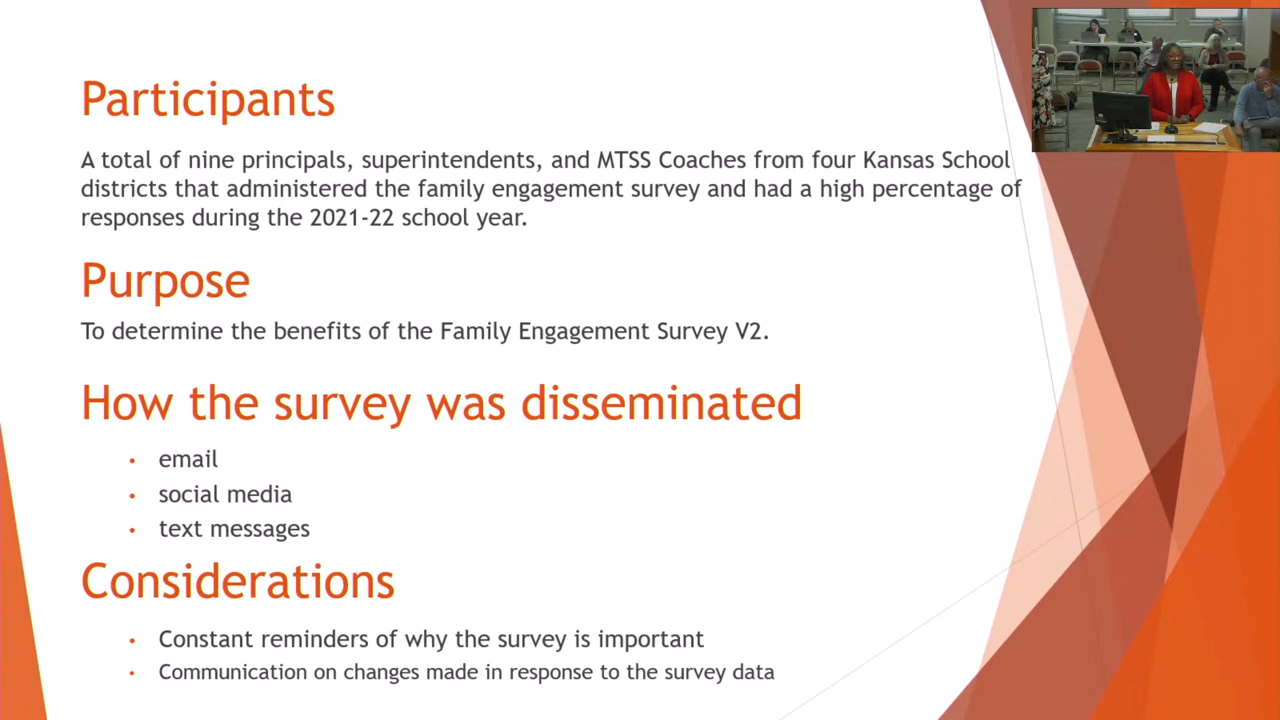 Participants
A total of nine principals, superintendents, and MTSS Coaches from four Kansas School
districts that administered the family engagement survey and had a high percentage of
responses during the 2021-22 school year.
Purpose
To determine the benefits of the Family Engagement Survey V2.
How the survey was disseminated
• email
• social media
• text messages
Considerations
• Constant reminders of why the survey is important
• Communication on changes made in response to the survey data